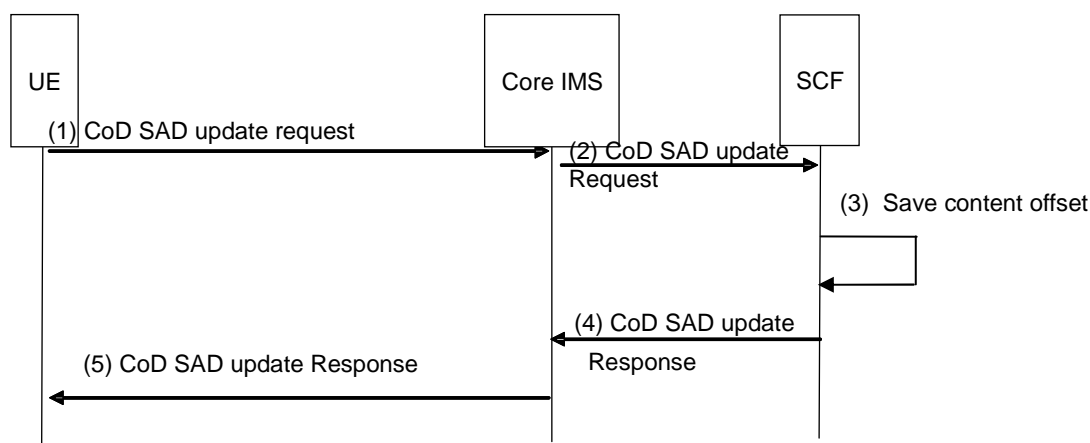 UE
Core IMS
SCF
(1) CoD SAD update request
(2) CoD SAD update
Request
(3) Save content offset
(4) CoD SAD update
Response
(5) CoD SAD update Response